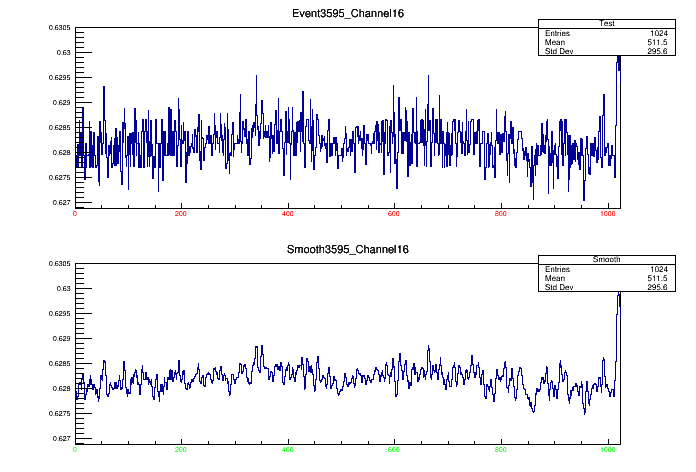 Event3595_Channel16
Test
Entries 1024
Mean 511.5
Std Dev 295.6
0.6305
0.63
0.6295
0.629
0.6285
0.628
0.6275
0.627
0 200 400 600 800 1000
Smooth3595_Channel16
Smooth
Entries 1024
Mean 511.5
Std Dev 295.6
0.6305
0.63
0.6295
0.629
0.6285
0.628
0.6275
0.627
0 200 400 600 800 1000